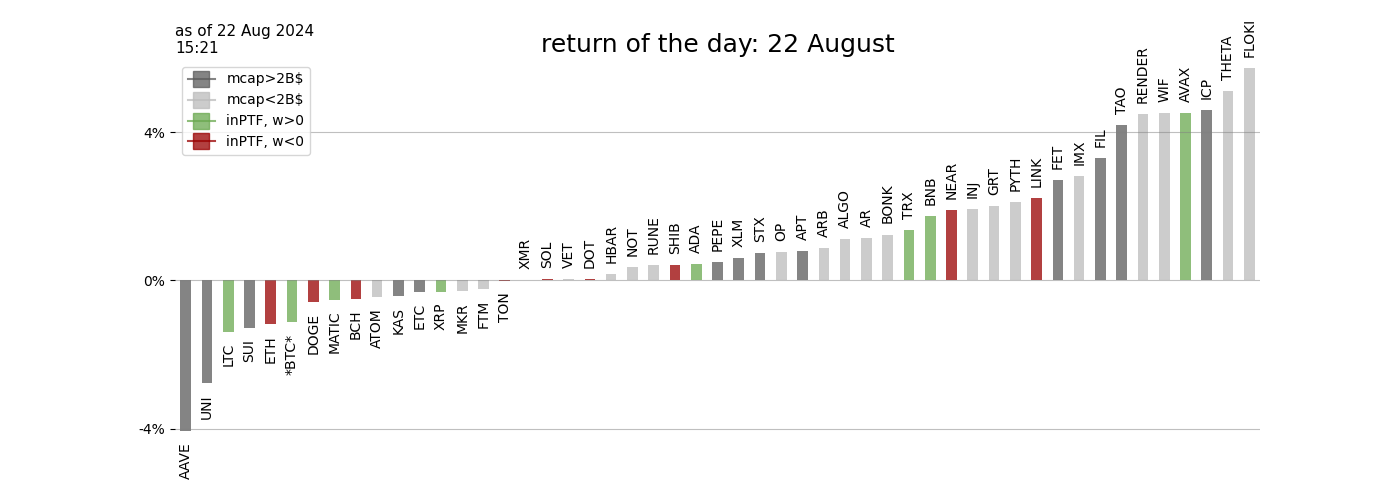 as of 22 Aug 2024
15:21
return of the day: 22 August
mcap>2B$
mcap<2B$
inPTF, w>0
inPTF, w<0
4%
0%
-4%
AAVE
UNI
LTC
SUI
ETH
*BTC*
DOGE
MATIC
BCH
ATOM
KAS
ETC
XRP
MKR
FTM
TON
XMR
SOL
VET
DOT
HBAR
NOT
RUNE
SHIB
ADA
PEPE
XLM
STX
OP
APT
ARB
ALGO
AR
BONK
TRX
BNB
NEAR
INJ
GRT
PYTH
LINK
FET
IMX
FIL
TAO
RENDER
WIF
AVAX
ICP
THETA
FLOKI